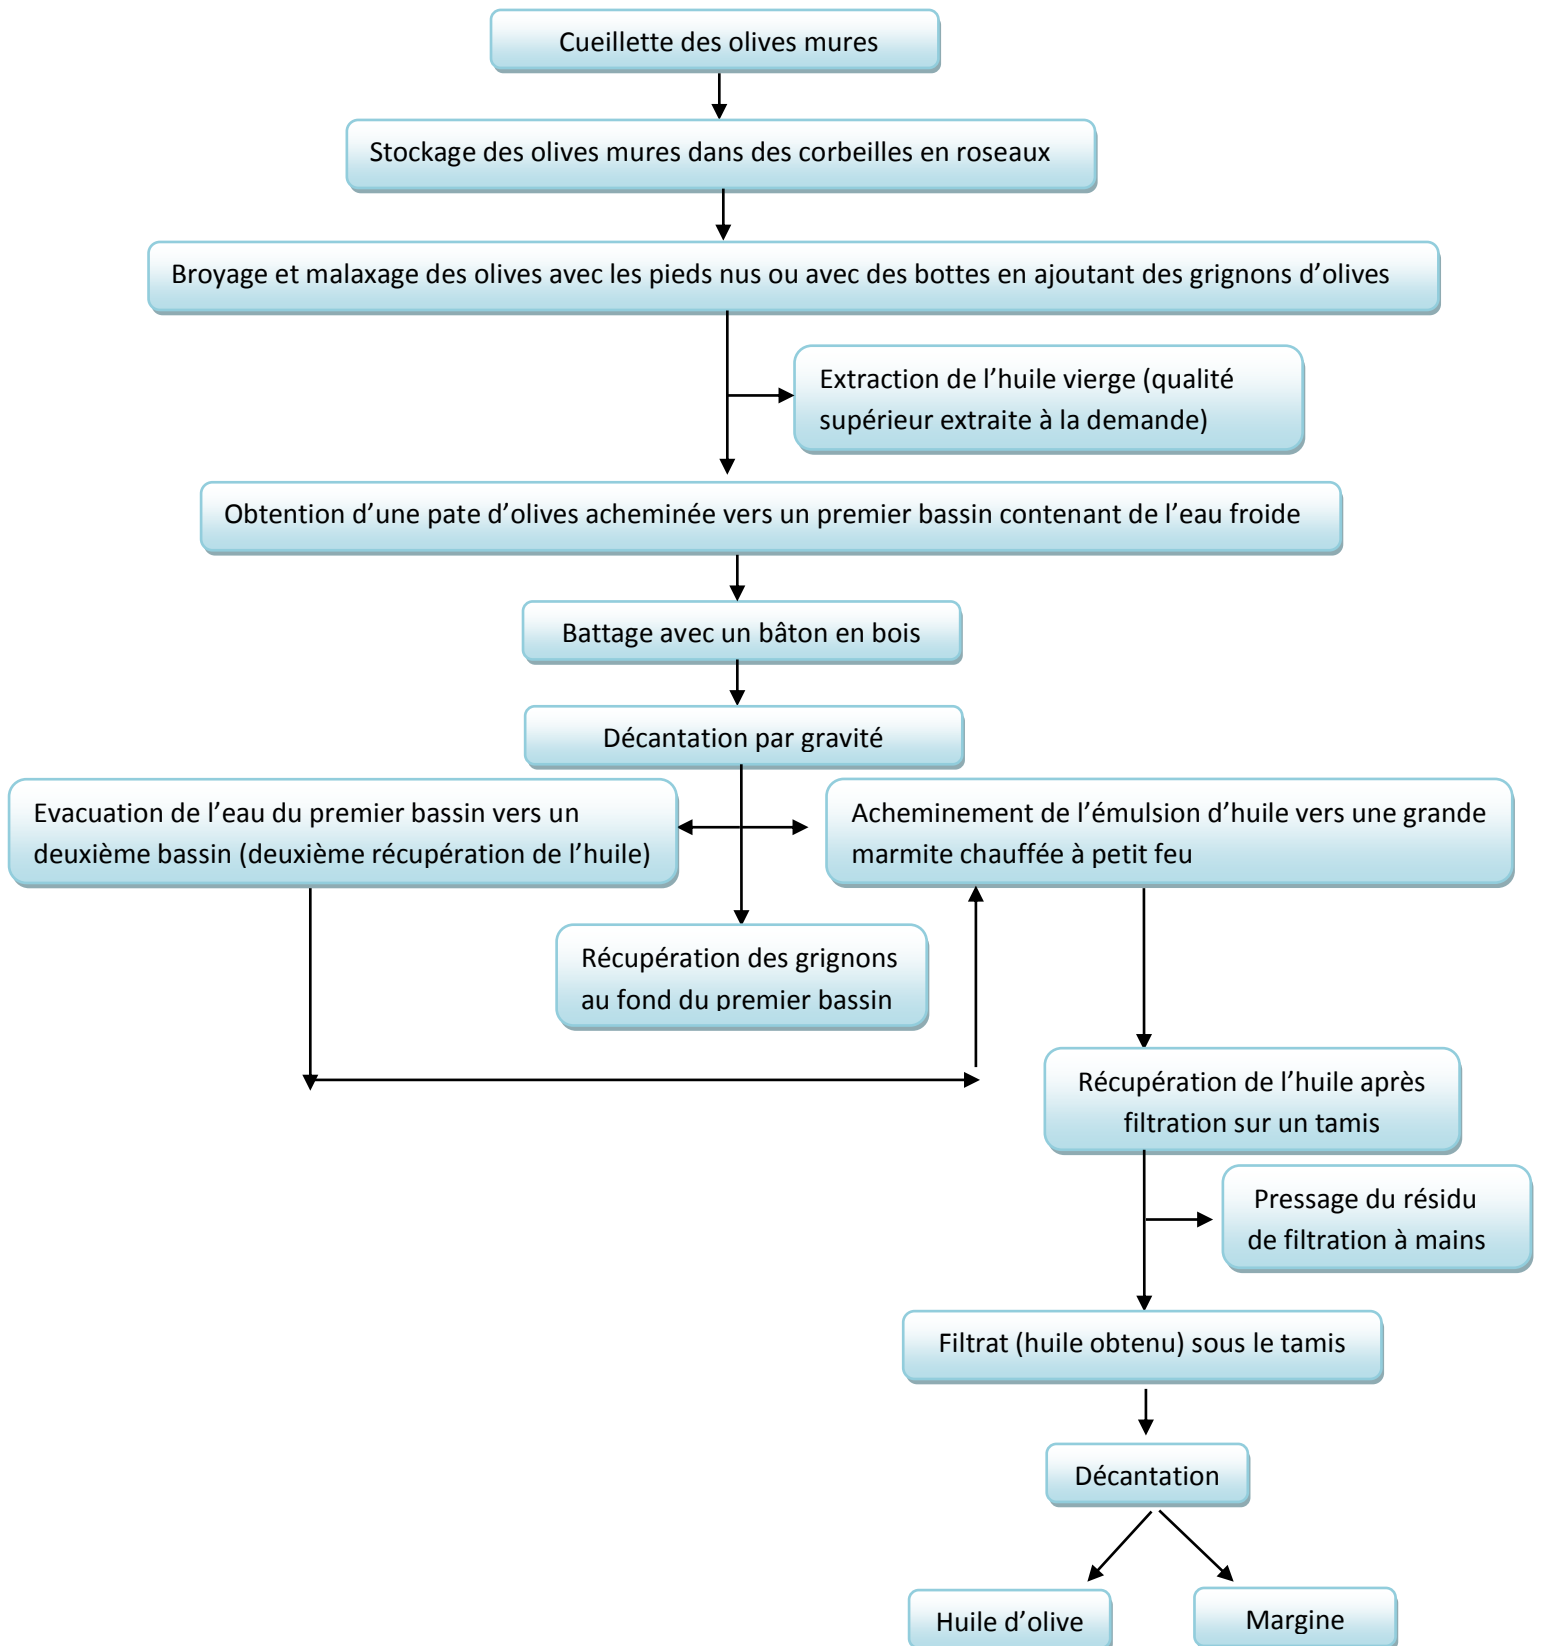 Cueillette des olives mures
Stockage des olives mures dans des corbeilles en roseaux
Broyage et malaxage des olives avec les pieds nus ou avec des bottes en ajoutant des grignons d’olives
Extraction de l’huile vierge (qualité
supérieur extraite à la demande)
Obtention d’une pate d’olives acheminée vers un premier bassin contenant de l’eau froide
Battage avec un bâton en bois
Décantation par gravité
Evacuation de l’eau du premier bassin vers un
deuxième bassin (deuxième récupération de l’huile)
Acheminement de l’émulsion d’huile vers une grande
marmite chauffée à petit feu
Récupération des grignons
au fond du premier bassin
Récupération de l’huile après
filtration sur un tamis
Pressage du résidu
de filtration à mains
Filtrat (huile obtenu) sous le tamis
Décantation
Huile d’olive
Margine